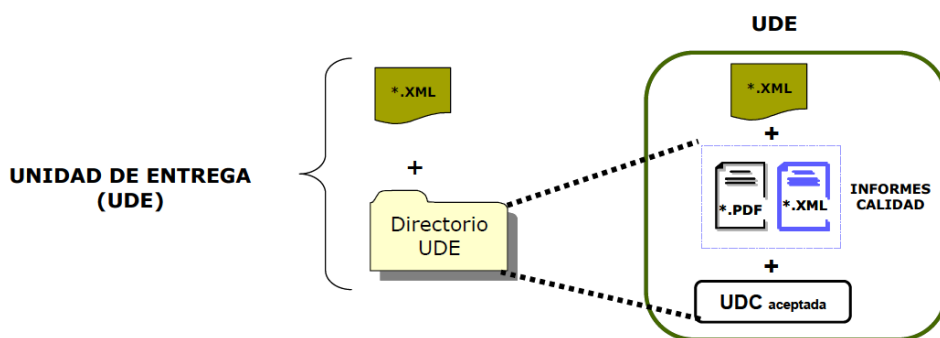 UNIDAD DE ENTREGA
(UDE)
*.XML
+
Directorio
UDE
UDE
*.XML
+
*.PDF
*.XML
INFORMES
CALIDAD
+
UDC aceptada